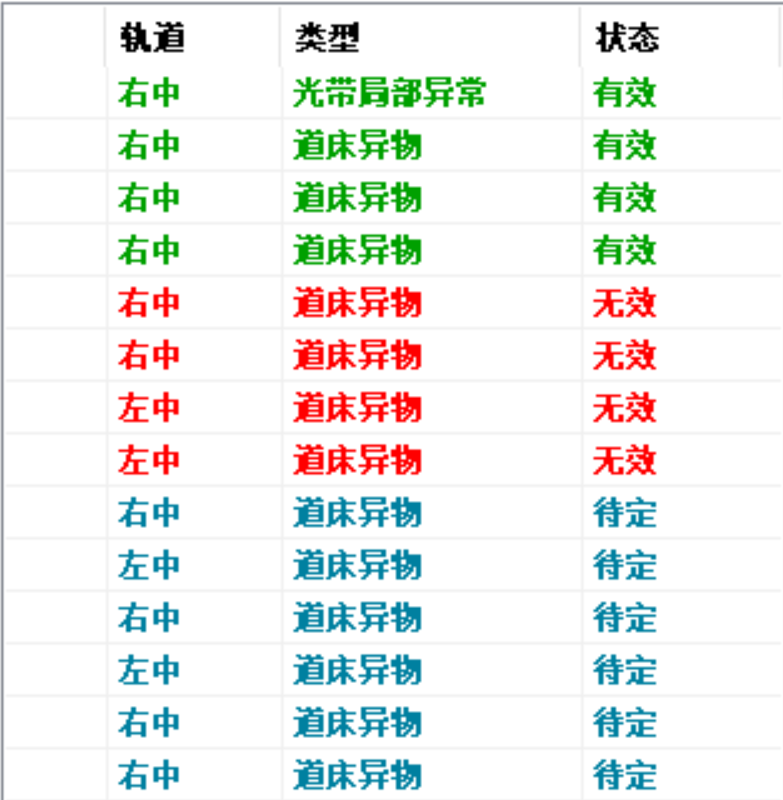 轨道 类型 状态
右中 光带局部异常 有效
右中 道床异物 有效
右中 道床异物 有效
右中 道床异物 有效
右中 道床异物 无效
右中 道床异物 无效
左中 道床异物 无效
左中 道床异物 无效
右中 道床异物 待定
左中 道床异物 待定
右中 道床异物 待定
左中 道床异物 待定
右中 道床异物 待定
右中 道床异物 待定